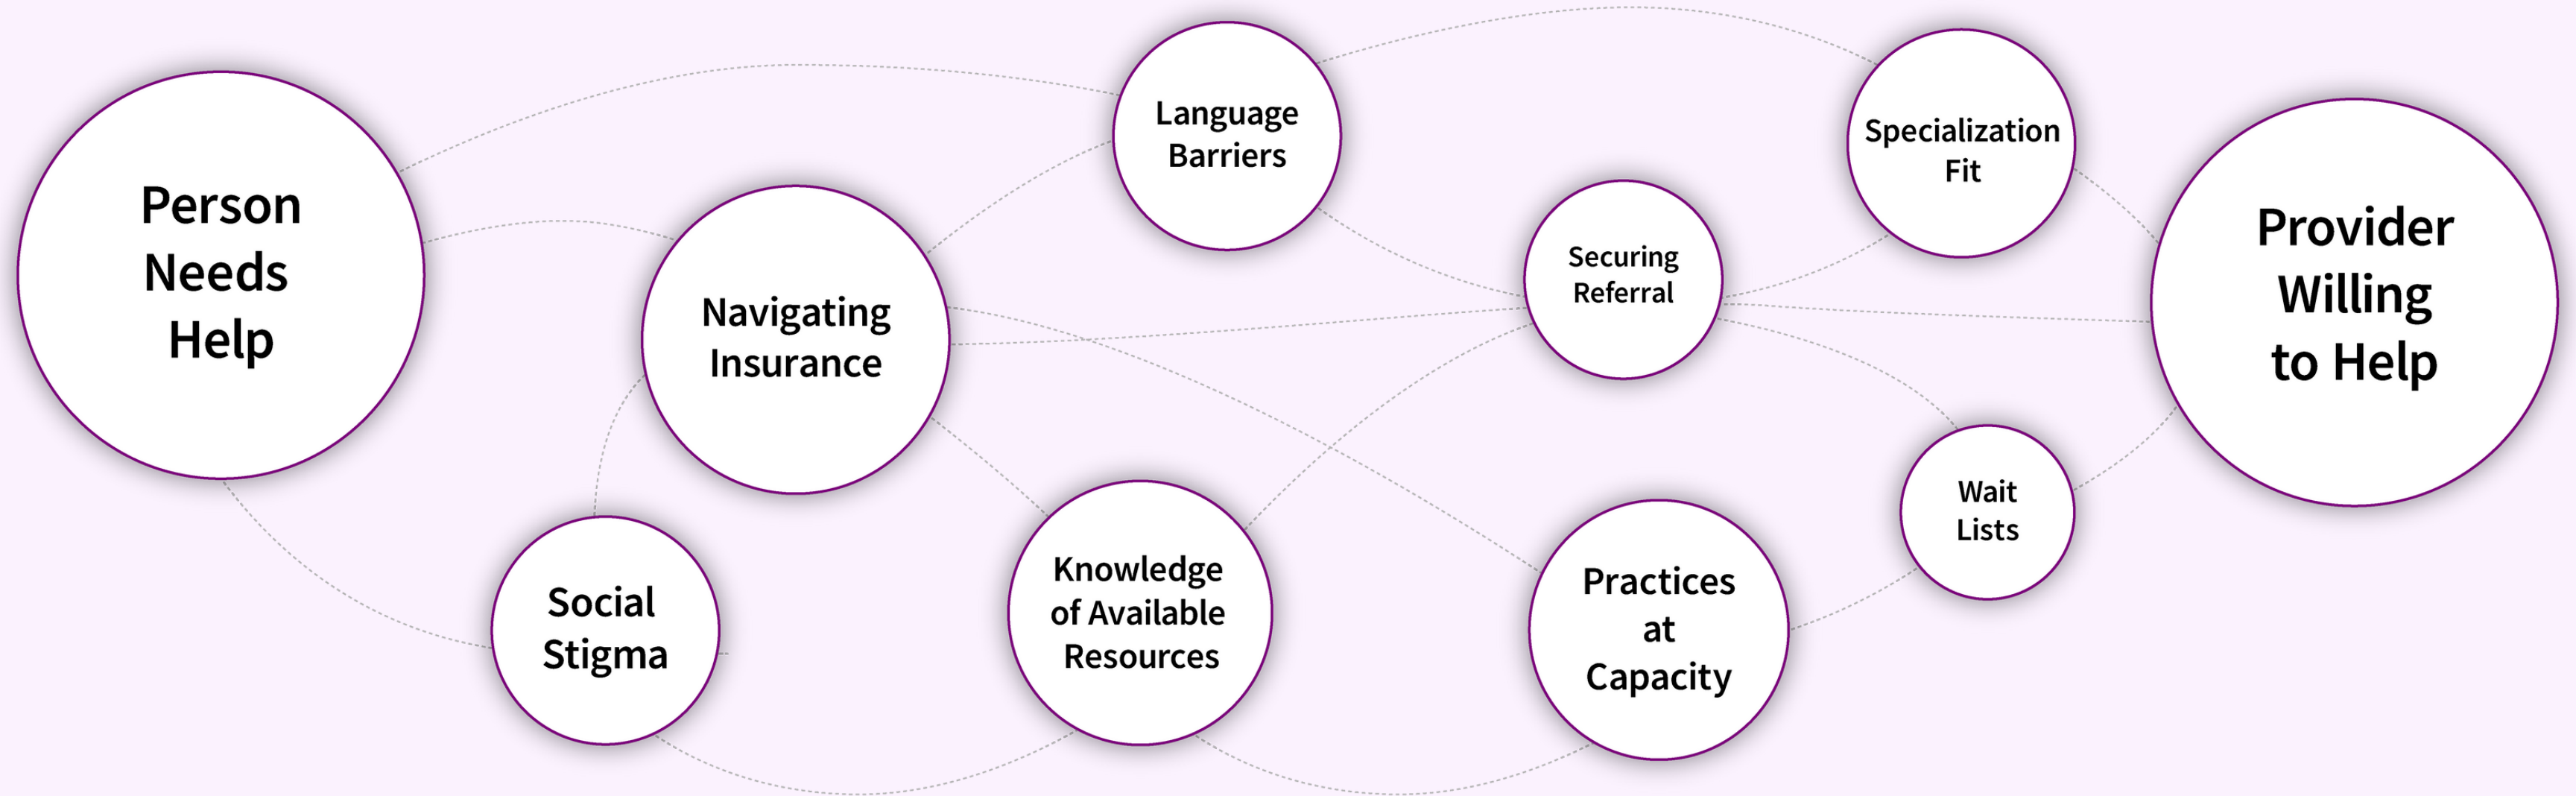 Person
Needs
Help
Navigating
Insurance
Social
Stigma
Language
Barriers
Knowledge
of Available
Resources
Securing
Referral
Practices
at
Capacity
Specialization
Fit
Wait
Lists
Provider
Willing
to Help